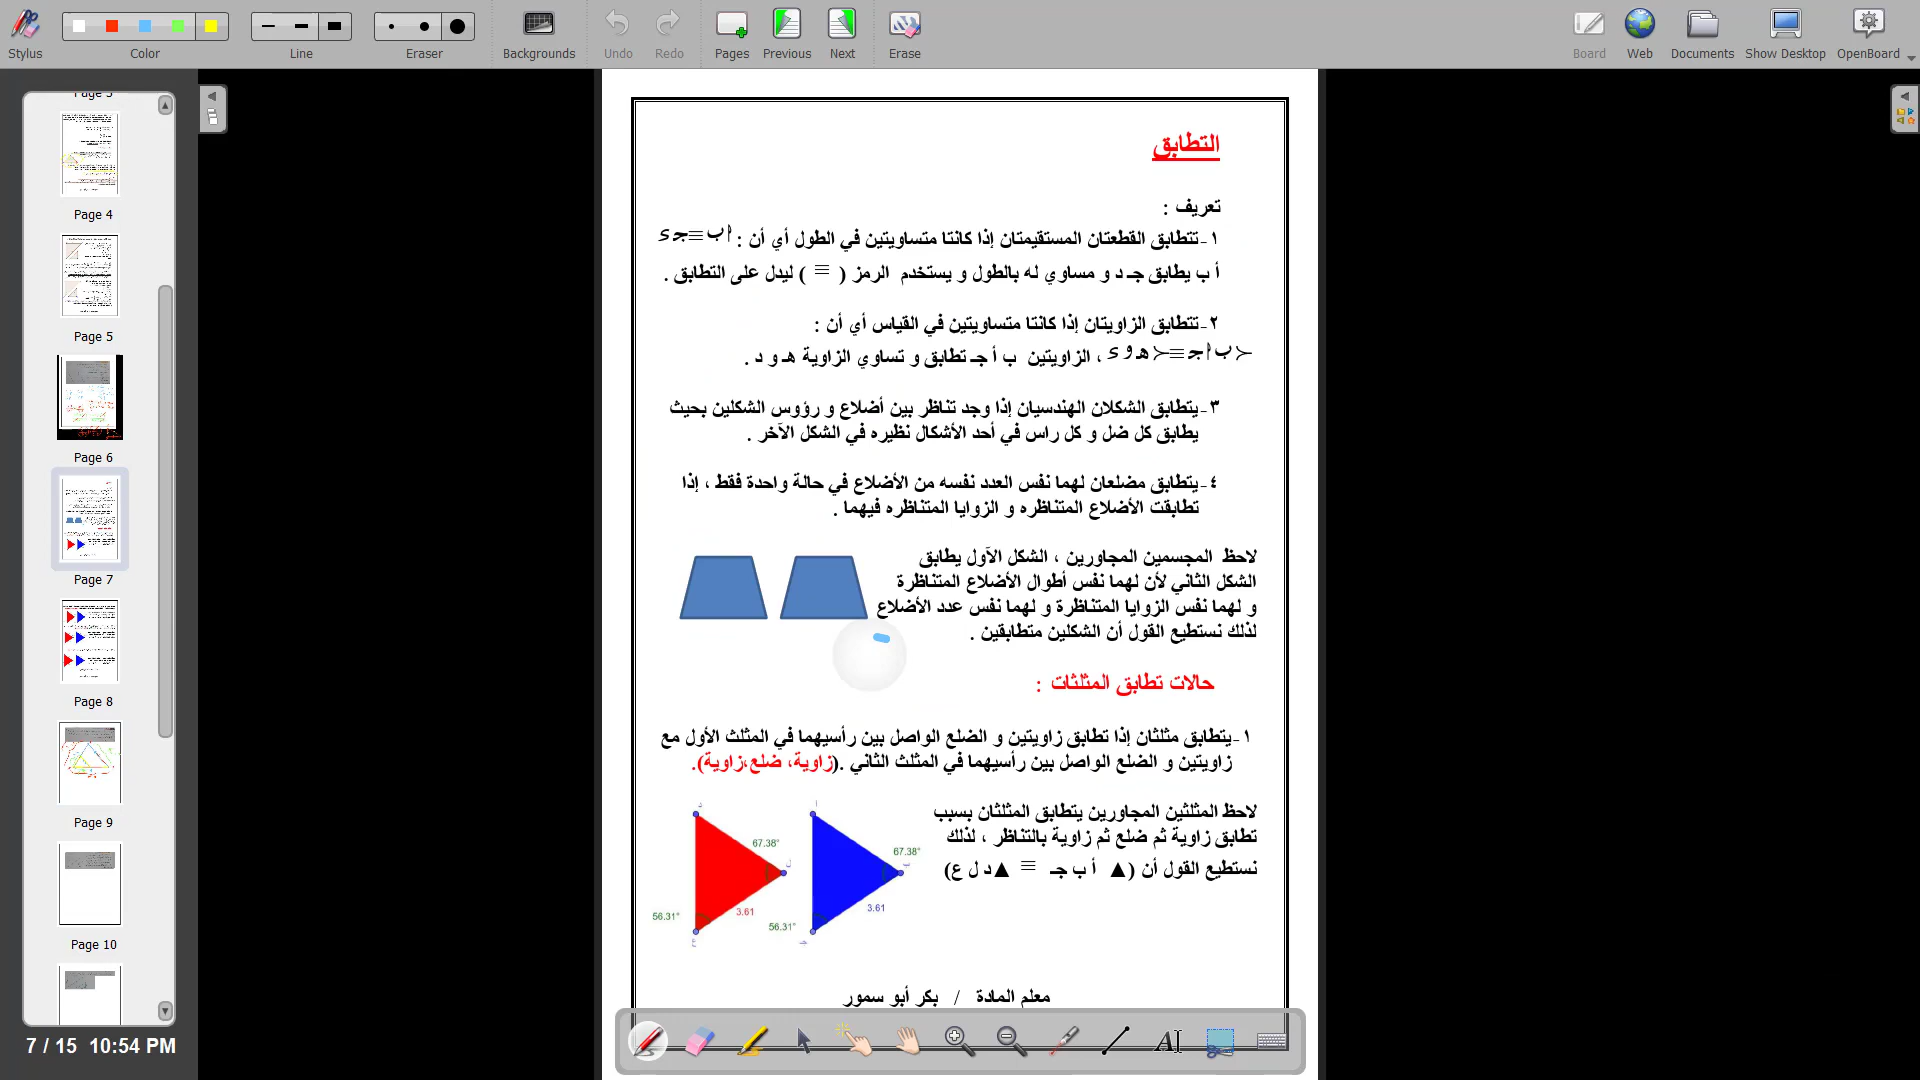 Stylus
Color
Line
Eraser
Backgrounds
Undo
Redo
Pages
Previous
Next
Erase
Board
Web
Documents
Show Desktop
OpenBoard
Page 4
Page 5
Page 6
Page 7
Page 8
Page 9
Page 10
7 / 15 10:54 PM
التطابق
تعريف :
١-تتطابق القطعتان المستقيمتان إذا كانتا متساويتين في الطول أي أن : اب≡جـ د
أ ب يطابق جـ د و مساوي له بالطول و يستخدم الرمز ( ≡ ) ليدل على التطابق .
٢-تتطابق الزاويتان إذا كانتا متساويتين في القياس أي أن :
<ب ا جـ ≡< هـ و د ، الزاويتين ب أ جـ تطابق و تساوي الزاوية هـ و د .
٣-يتطابق الشكلان الهندسيان إذا وجد تناظر بين أضلاع و رؤوس الشكلين بحيث
يطابق كل ضل و كل راس في أحد الأشكال نظيره في الشكل الآخر .
٤-يتطابق مضلعان لهما نفس العدد نفسه من الأضلاع في حالة واحدة فقط ، إذا
تطابقت الأضلاع المتناظره و الزوايا المتناظره فيهما .
لاحظ المجسمين المجاورين ، الشكل الآول يطابق
الشكل الثاني لأن لهما نفس أطوال الأضلاع المتناظرة
و لهما نفس الزوايا المتناظرة و لهما نفس عدد الأضلاع
لذلك نستطيع القول أن الشكلين متطابقين .
حالات تطابق المثلثات :
١-يتطابق مثلثان إذا تطابق زاويتين و الضلع الواصل بين رأسيهما في المثلث الأول مع
زاويتين و الضلع الواصل بين رأسيهما في المثلث الثاني .(زاوية، ضلع،زاوية).
لاحظ المثلثين المجاورين يتطابق المثلثان بسبب
تطابق زاوية ثم ضلع ثم زاوية بالتناظر ، لذلك
نستطيع القول أن (▲ أ ب جـ ≡ ▲د ل ع)
ا
ب
جـ
67.38°
56.31°
3.61
د
ل
ع
67.38°
56.31°
3.61
معلم المادة / بكر أبو سمور